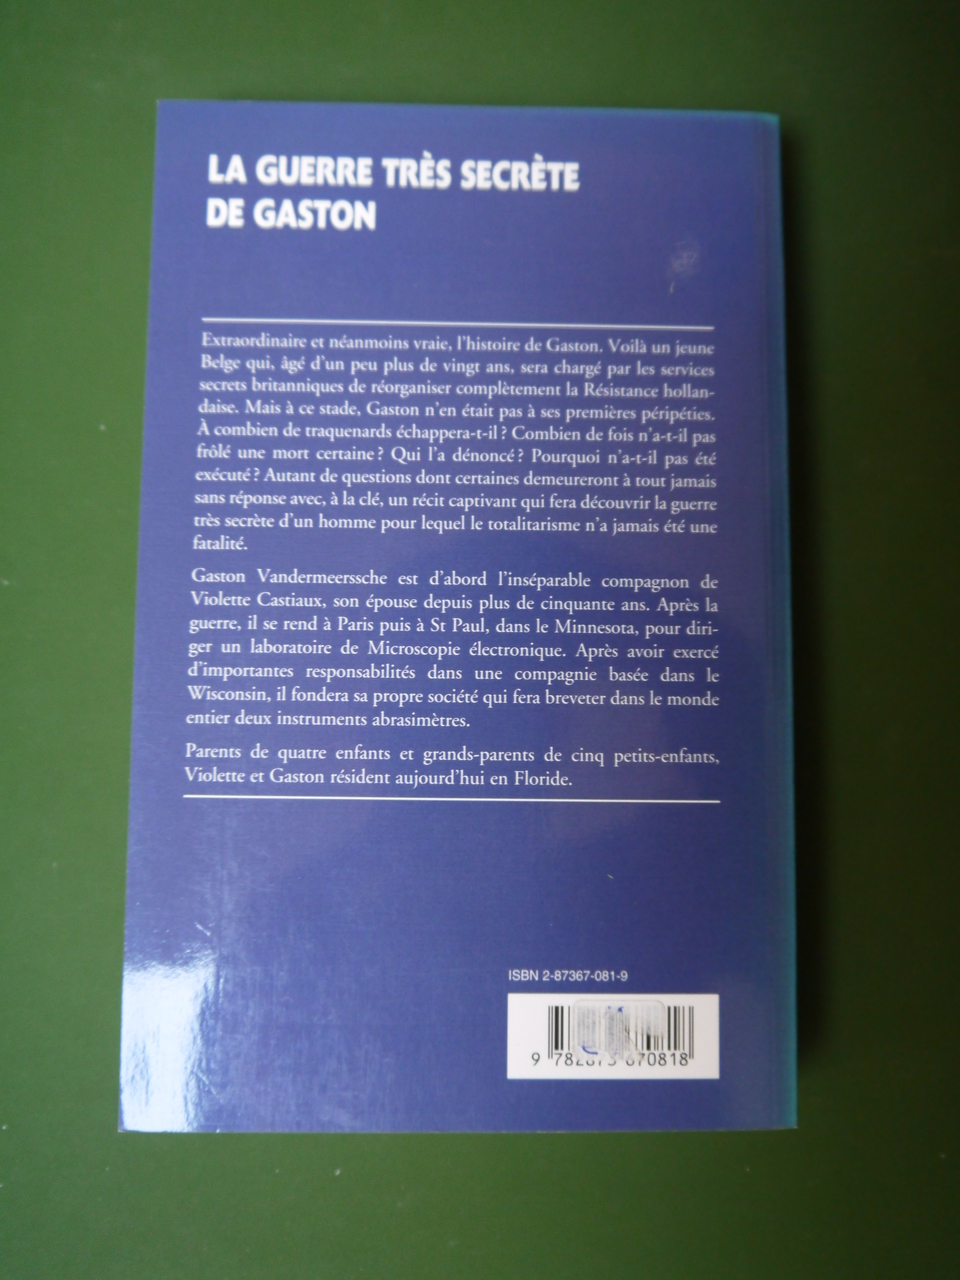 LA GUERRE TRÈS SECRÈTE
DE GASTON
Extraordinaire et néanmoins vraie, l'histoire de Gaston. Voilà un jeune
Belge qui, âgé d'un peu plus de vingt ans, sera chargé par les services
secrets britanniques de réorganiser complètement la Résistance hollan-
daise. Mais à ce stade, Gaston n'en était pas à ses premières péripéties.
À combien de traquenards échappera-t-il ? Combien de fois n'a-t-il pas
frôlé une mort certaine ? Qui l'a dénoncé ? Pourquoi n'a-t-il pas été
exécuté ? Autant de questions dont certaines demeureront à tout jamais
sans réponse avec, à la clé, un récit captivant qui fera découvrir la guerre
très secrète d'un homme pour lequel le totalitarisme n'a jamais été une
fatalité.
Gaston Vandermeerssche est d'abord l'inséparable compagnon de
Violette Castiaux, son épouse depuis plus de cinquante ans. Après la
guerre, il se rend à Paris puis à St Paul, dans le Minnesota, pour diri-
ger un laboratoire de Microscopie électronique. Après avoir exercé
d'importantes responsabilités dans une compagnie basée dans le
Wisconsin, il fondera sa propre société qui fera breveter dans le monde
entier deux instruments abrasimètres.
Parents de quatre enfants et grands-parents de cinq petits-enfants,
Violette et Gaston résident aujourd'hui en Floride.
ISBN 2-87367-081-9
9 782873 670818